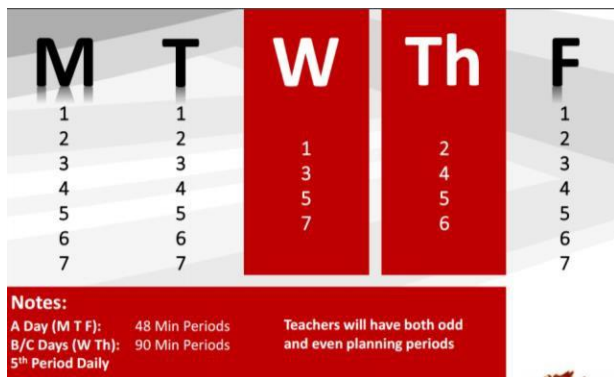 M T W Th F
1 1 1 2 1
2 2 3 4 2
3 3 5 5 3
4 4 7 6 4
5 5 5
6 6 6
7 7 7
Notes:
A Day (M T F): 48 Min Periods
B/C Days (W Th): 90 Min Periods
5th Period Daily
Teachers will have both odd
and even planning periods